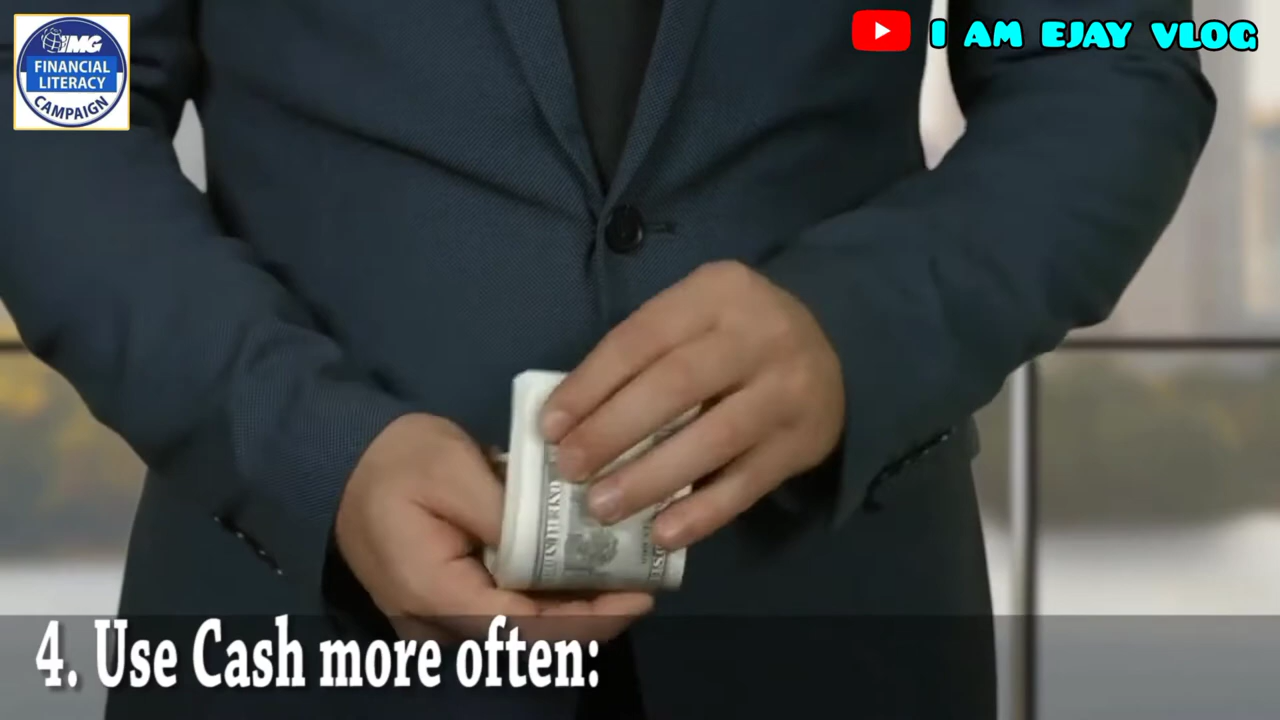 IMG
FINANCIAL
LITERACY
CAMPAIGN
I AM EJAY VLOG
4. Use Cash more often: